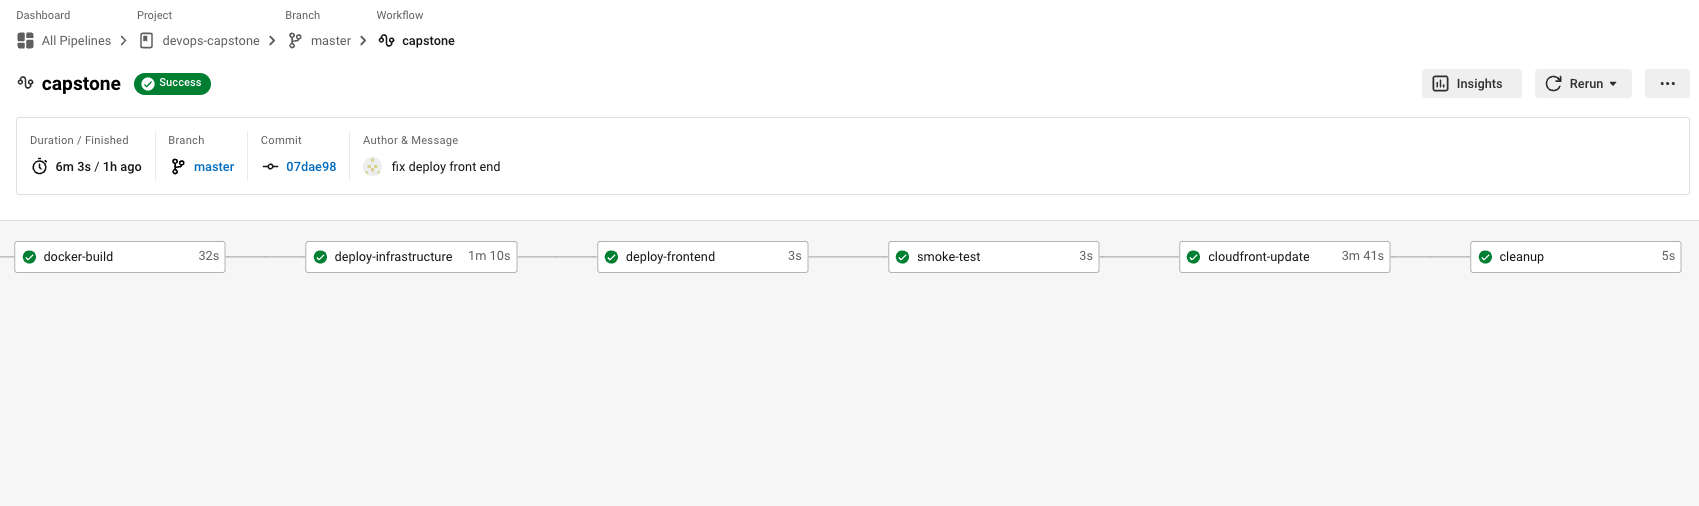 Dashboard Project Branch Workflow
All Pipelines devops-capstone master capstone
capstone Success Insights Rerun
Duration / Finished Branch Commit Author & Message
6m 3s / 1h ago master 07dae98 fix deploy front end
docker-build 32s deploy-infrastructure 1m 10s deploy-frontend 3s smoke-test 3s cloudfront-update 3m 41s cleanup 5s